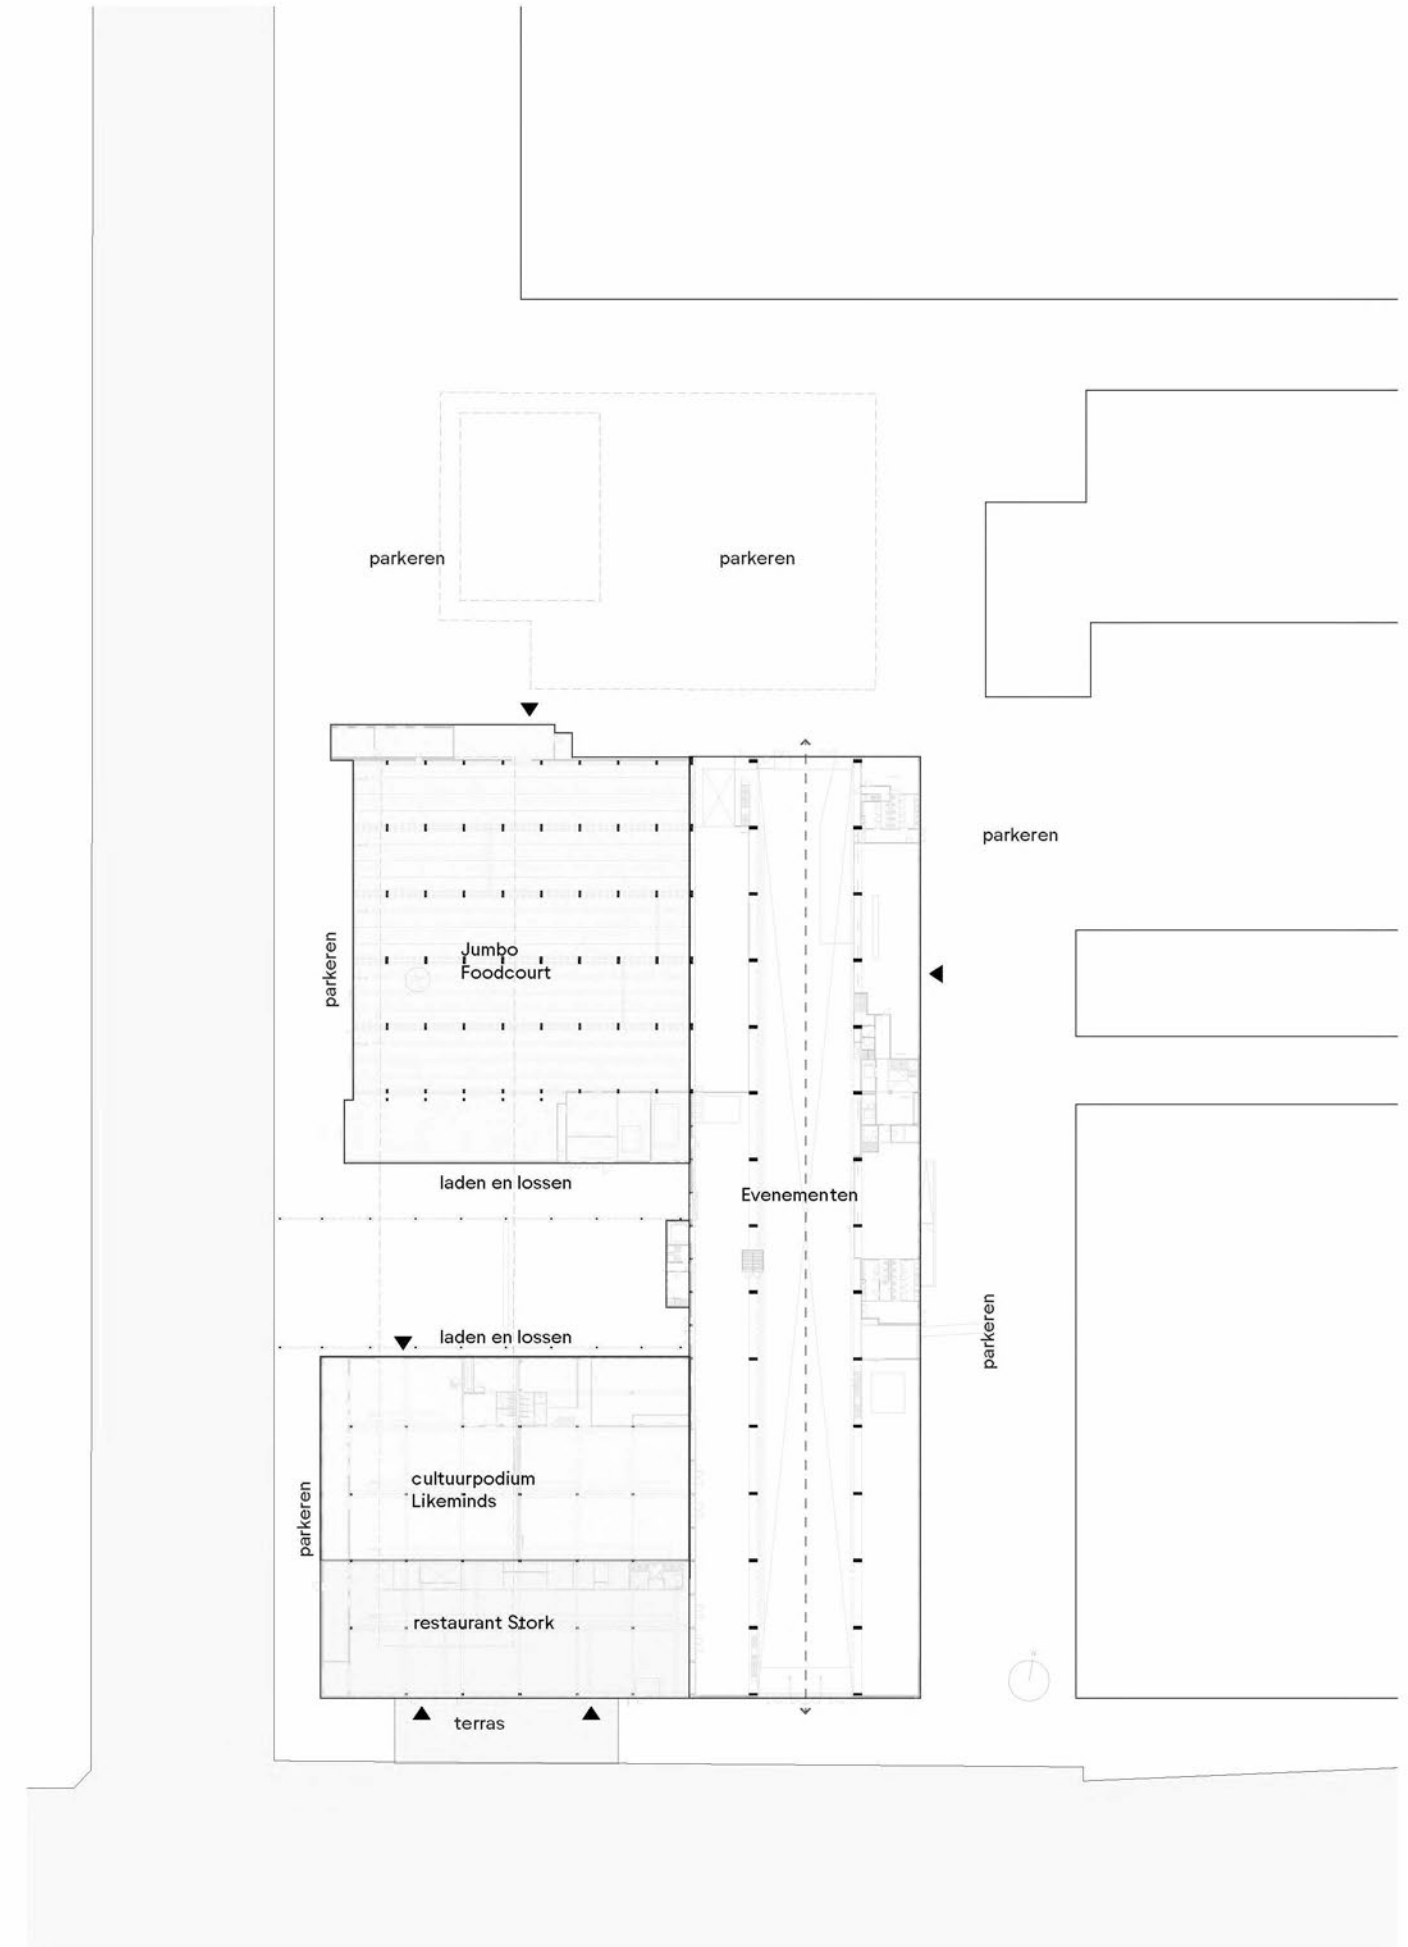 parkeren
parkeren
parkeren
parkeren
Jumbo
Foodcourt
laden en lossen
Evenementen
laden en lossen
parkeren
cultuurpodium
Likeminds
parkeren
restaurant Stork
terras